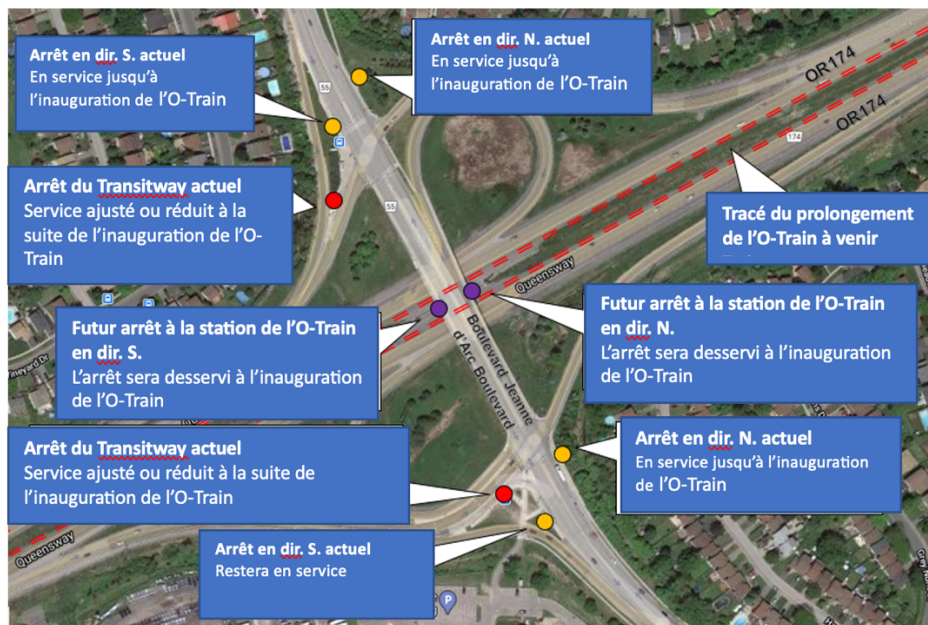 Arrêt en dir. S. actuel
En service jusqu'à
l'inauguration de l'O-Train
Arrêt en dir. N. actuel
En service jusqu'à
l'inauguration de l'O-Train
OR174
OR174
174
55
55
Arrêt du Transitway actuel
Service ajusté ou réduit à la
suite de l'inauguration de l'O-
Train
Tracé du prolongement
de l'O-Train à venir
Queensway
Futur arrêt à la station de l'O-Train
en dir. S.
L'arrêt sera desservi à l'inauguration
de l'O-Train
Futur arrêt à la station de l'O-Train
en dir. N.
L'arrêt sera desservi à l'inauguration
de l'O-Train
Boulevard Jeanne
d'Arc Boulevard
Vineyard Dr
Arrêt du Transitway actuel
Service ajusté ou réduit à la suite de
l'inauguration de l'O-Train
Arrêt en dir. N. actuel
En service jusqu'à l'inauguration
de l'O-Train
Queensway
Arrêt en dir. S. actuel
Restera en service
P